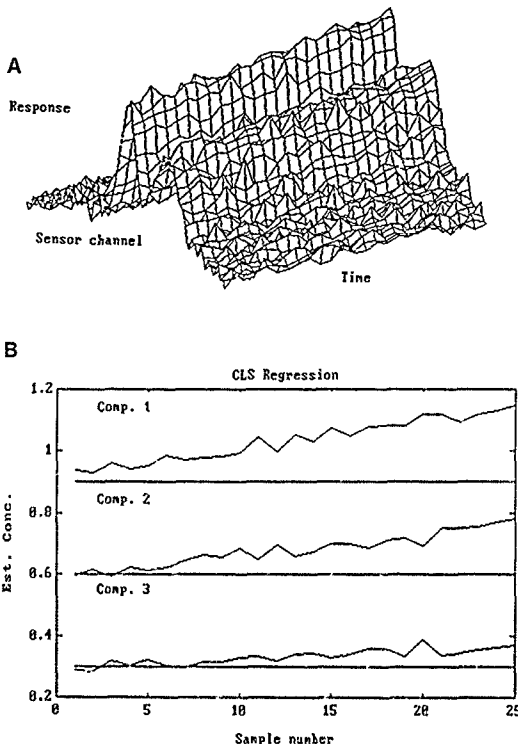 A
Response
Sensor channel
Time
B
CLS Regression
1.2
Comp. 1
1
Comp. 2
0.8
Est. Conc.
0.6
Comp. 3
0.4
0.2
0 5 10 15 20 25
Sample number